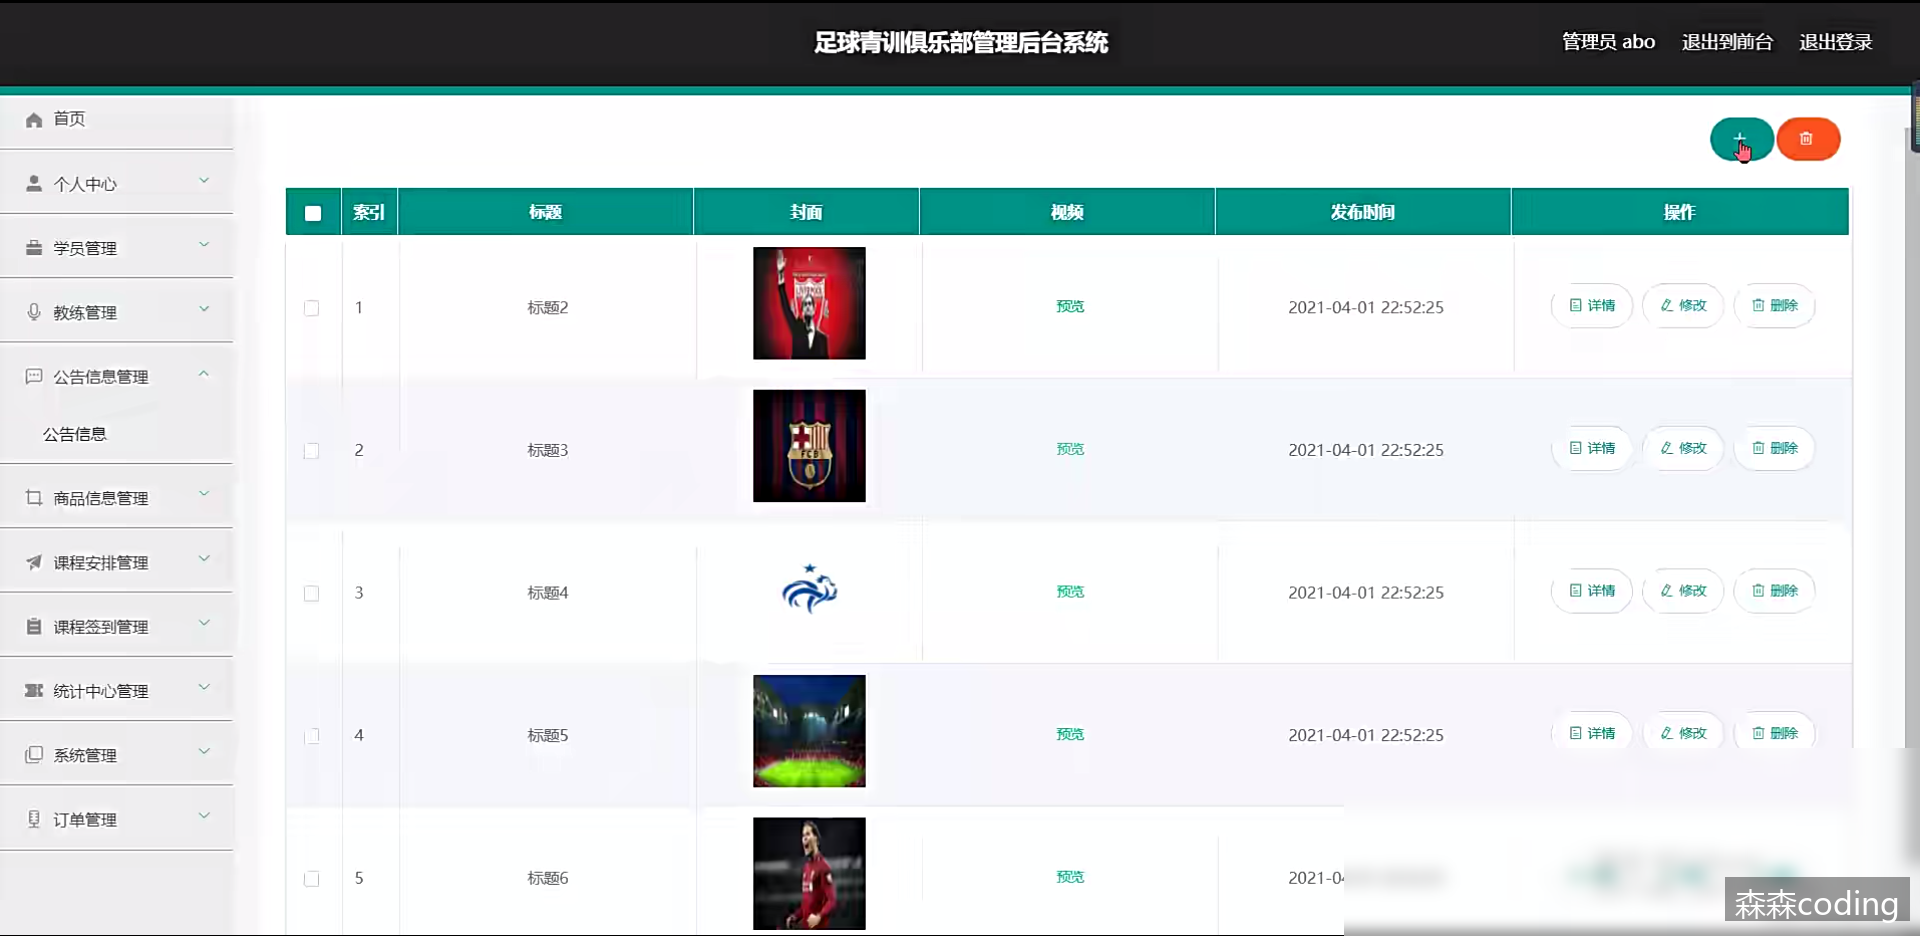 足球青训俱乐部管理后台系统
管理员 abo 退出到前台 退出登录
首页
个人中心
学员管理
教练管理
公告信息管理
公告信息
商品信息管理
课程安排管理
课程签到管理
统计中心管理
系统管理
订单管理
索引 标题 封面 视频 发布时间 操作
1 标题2 预览 2021-04-01 22:52:25 详情 修改 删除
2 标题3 FCB 预览 2021-04-01 22:52:25 详情 修改 删除
3 标题4 预览 2021-04-01 22:52:25 详情 修改 删除
4 标题5 预览 2021-04-01 22:52:25 详情 修改 删除
5 标题6 预览 2021-0
森森coding